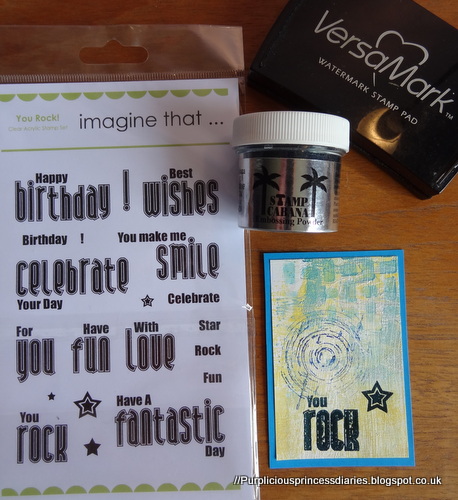 VersaMark™
WATERMARK STAMP PAD
You Rock!
Clear Acrylic Stamp Set
imagine that ...
STAMP
CABANA
Embossing Powder
Happy
birthday ! Best
wishes
Birthday ! You make me
celebrate smile
Your Day Celebrate
For Have With Star
you fun love Rock
Fun
You Have A
rock fantastic
Day
You
rock
//Purpliciousprincessdiaries.blogspot.co.uk